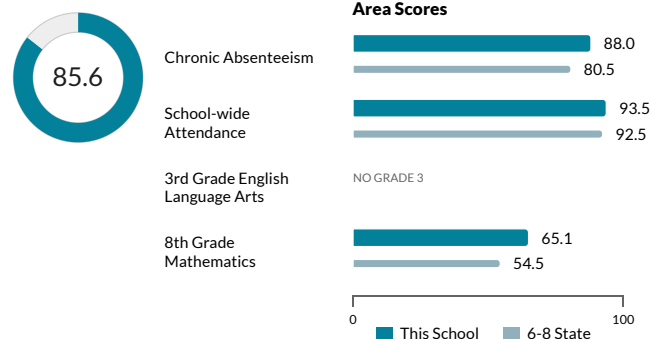 Area Scores
85.6
Chronic Absenteeism
88.0
80.5
School-wide
Attendance
93.5
92.5
3rd Grade English
Language Arts
NO GRADE 3
8th Grade
Mathematics
65.1
54.5
0
100
This School
6-8 State